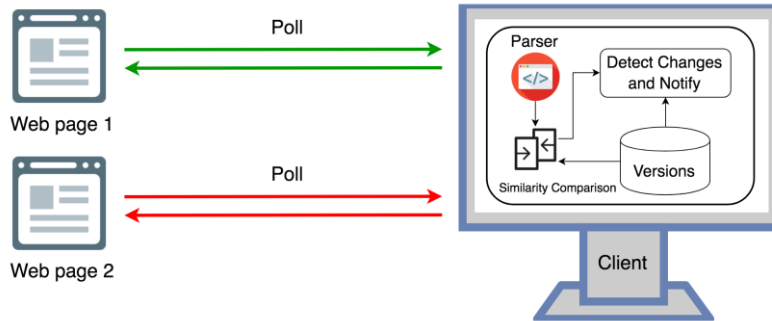 Poll
Web page 1
Poll
Web page 2
Parser
</>
Detect Changes
and Notify
Similarity Comparison
Versions
Client